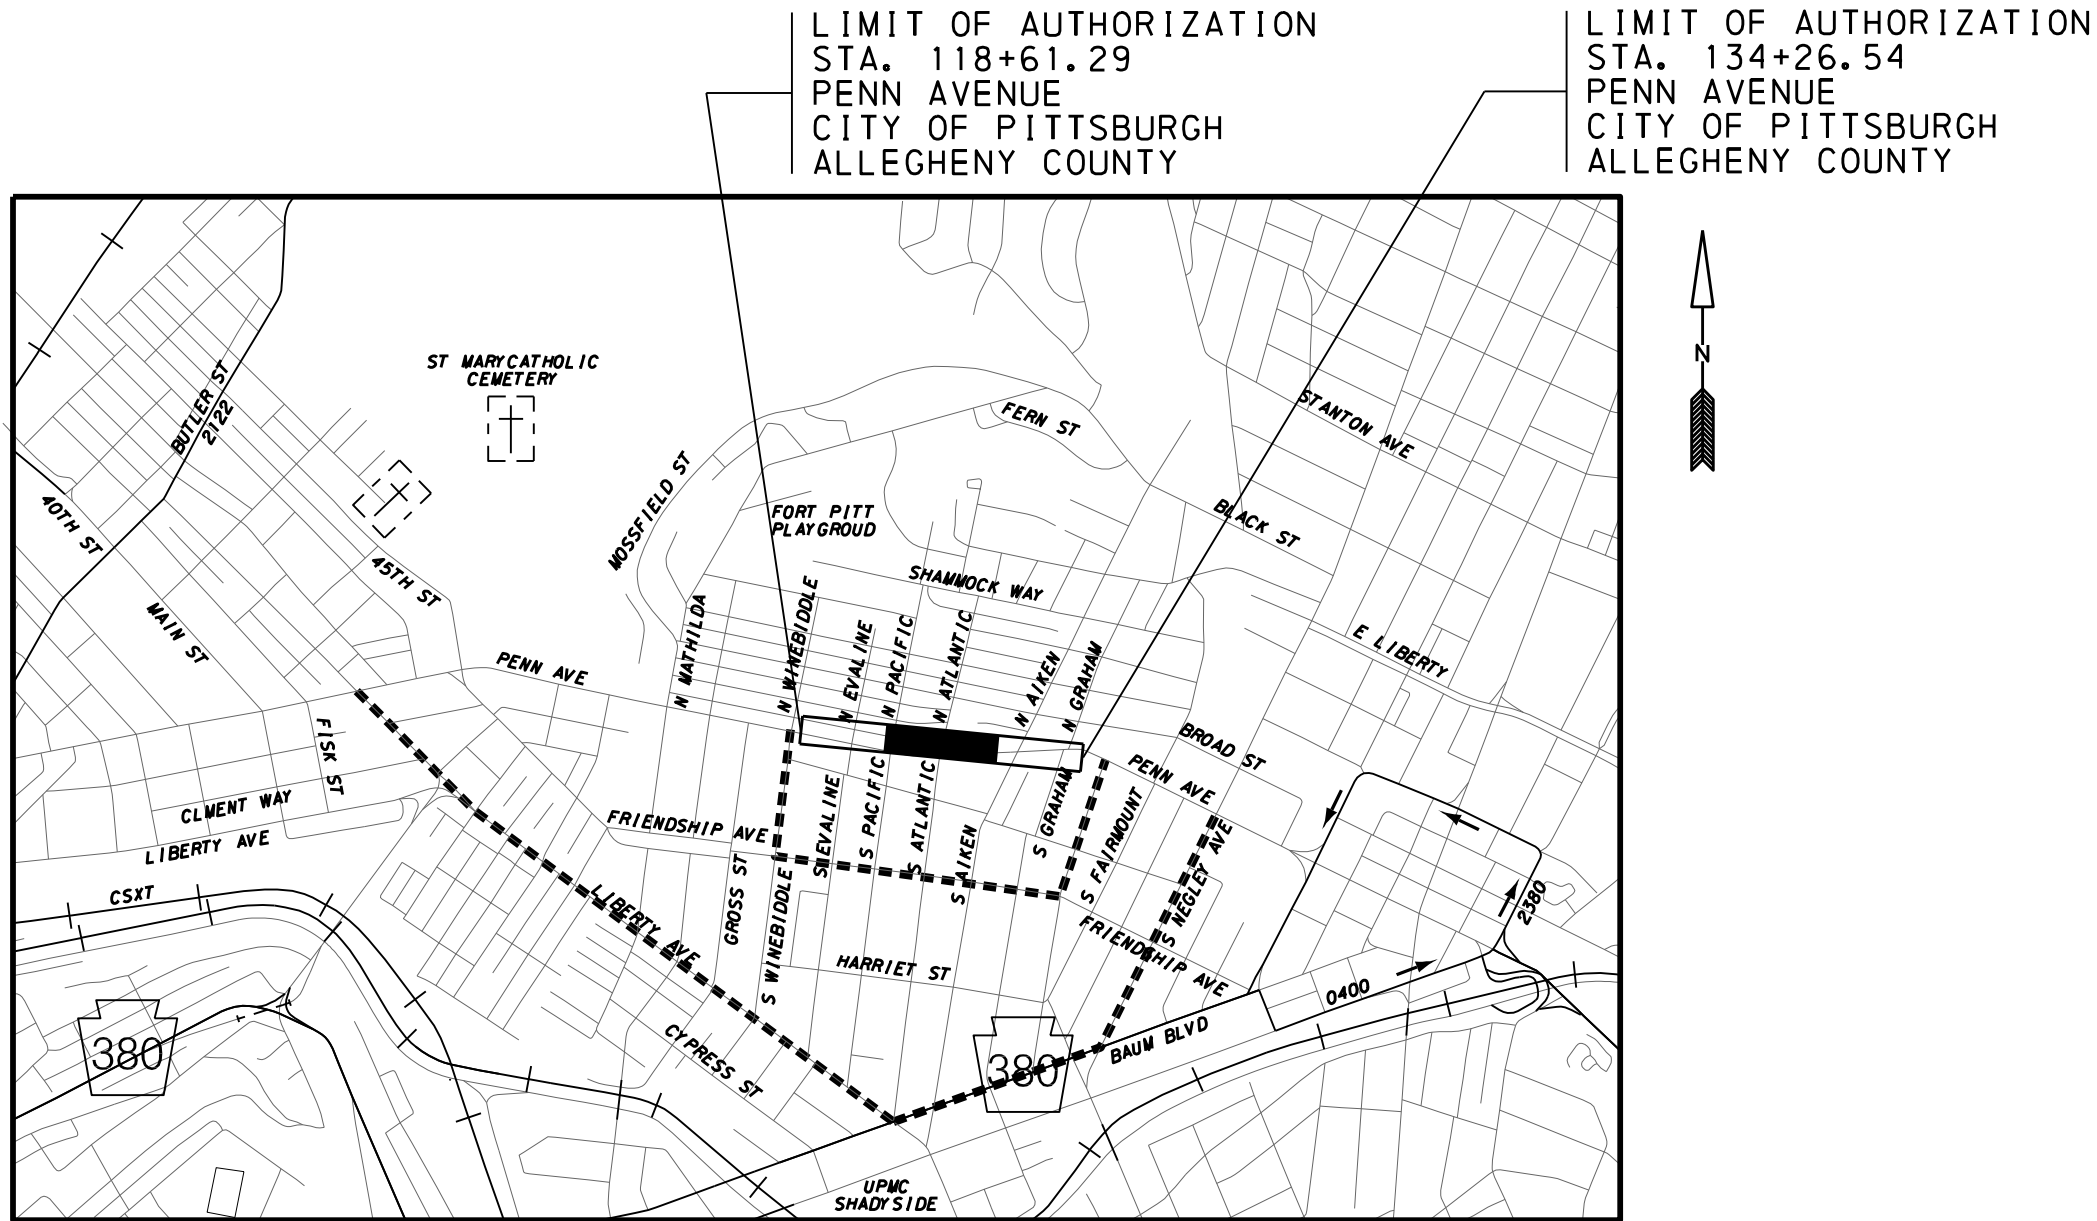 LIMIT OF AUTHORIZATION
STA. 118+61.29
PENN AVENUE
CITY OF PITTSBURGH
ALLEGHENY COUNTY
LIMIT OF AUTHORIZATION
STA. 134+26.54
PENN AVENUE
CITY OF PITTSBURGH
ALLEGHENY COUNTY
N
ST MARY CATHOLIC
CEMETERY
BUTLER ST
2122
40TH ST
45TH ST
MAIN ST
MOSSFIELD ST
FERN ST
STANTON AVE
FORT PITT
PLAYGROUD
BLACK ST
SHAMMOCK WAY
E LIBERTY
PENN AVE
N MATHILDA
N WINEBIDDLE
N EVALINE
N PACIFIC
N ATLANTIC
N AIKEN
N GRAHAM
BROAD ST
PENN AVE
FISK ST
CLMENT WAY
LIBERTY AVE
FRIENDSHIP AVE
S EVALINE
S PACIFIC
S ATLANTIC
S AIKEN
S GRAHAM
S FAIRMOUNT
S NEGLEY AVE
CSXT
LIBERTY AVE
GROSS ST
S WINEBIDDLE
HARRIET ST
FRIENDSHIP AVE
2380
0400
BAUM BLVD
CYPRESS ST
380
380
UPMC
SHADYSIDE